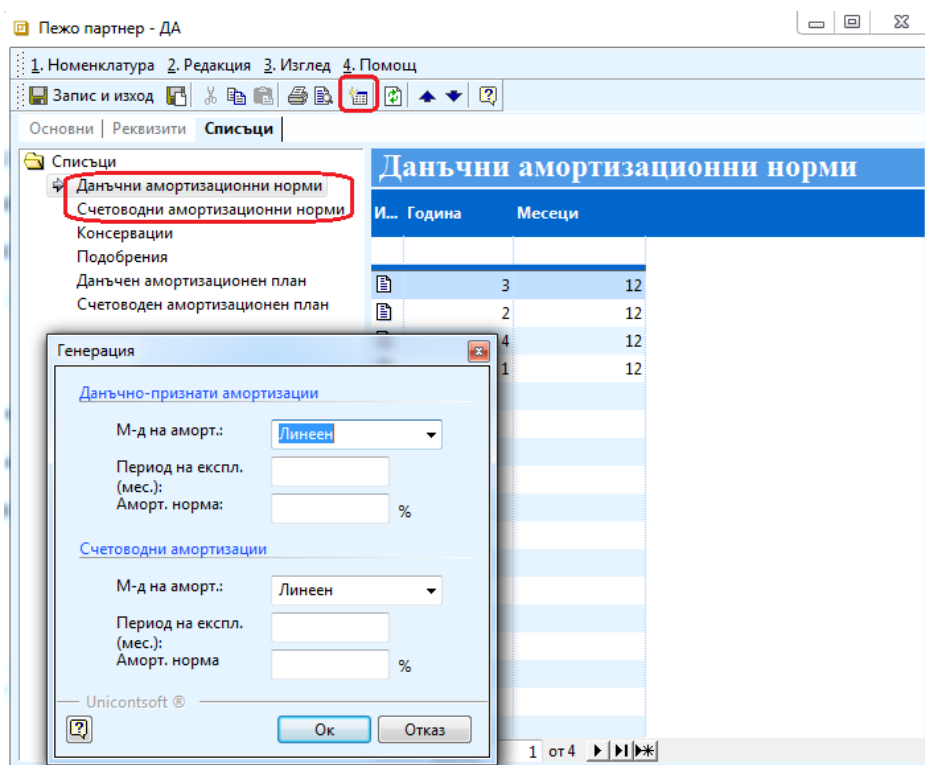 Пежо партнер - ДА
1. Номенклатура 2. Редакция 3. Изглед 4. Помощ
Запис и изход
Основни Реквизити Списъци
Списъци
Данъчни амортизационни норми
Счетоводни амортизационни норми
Консервации
Подобрения
Данъчен амортизационен план
Счетоводен амортизационен план
Данъчни амортизационни норми
И... Година Месеци
3 12
2 12
4 12
1 12
Генерация
Данъчно-признати амортизации
М-д на аморт.: Линеен
Период на експл.
(мес.):
Аморт. норма: %
Счетоводни амортизации
М-д на аморт.: Линеен
Период на експл.
(мес.):
Аморт. норма %
Unicontsoft ®
Ок Отказ
1 от 4